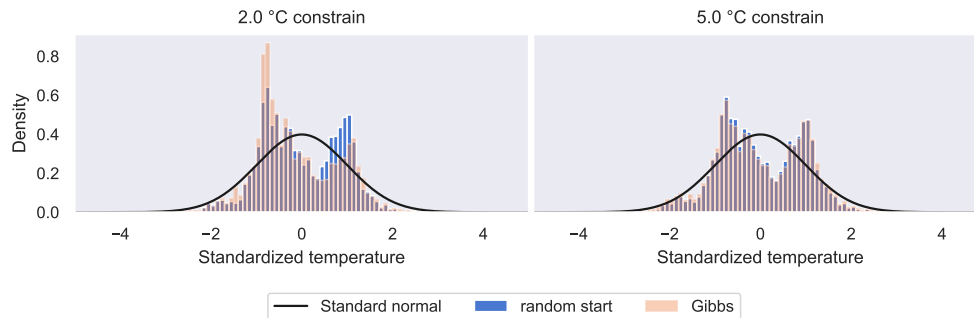 2.0 °C constrain
5.0 °C constrain
0.8
0.6
0.4
0.2
0.0
Density
−4 −2 0 2 4
−4 −2 0 2 4
Standardized temperature
Standardized temperature
Standard normal random start Gibbs